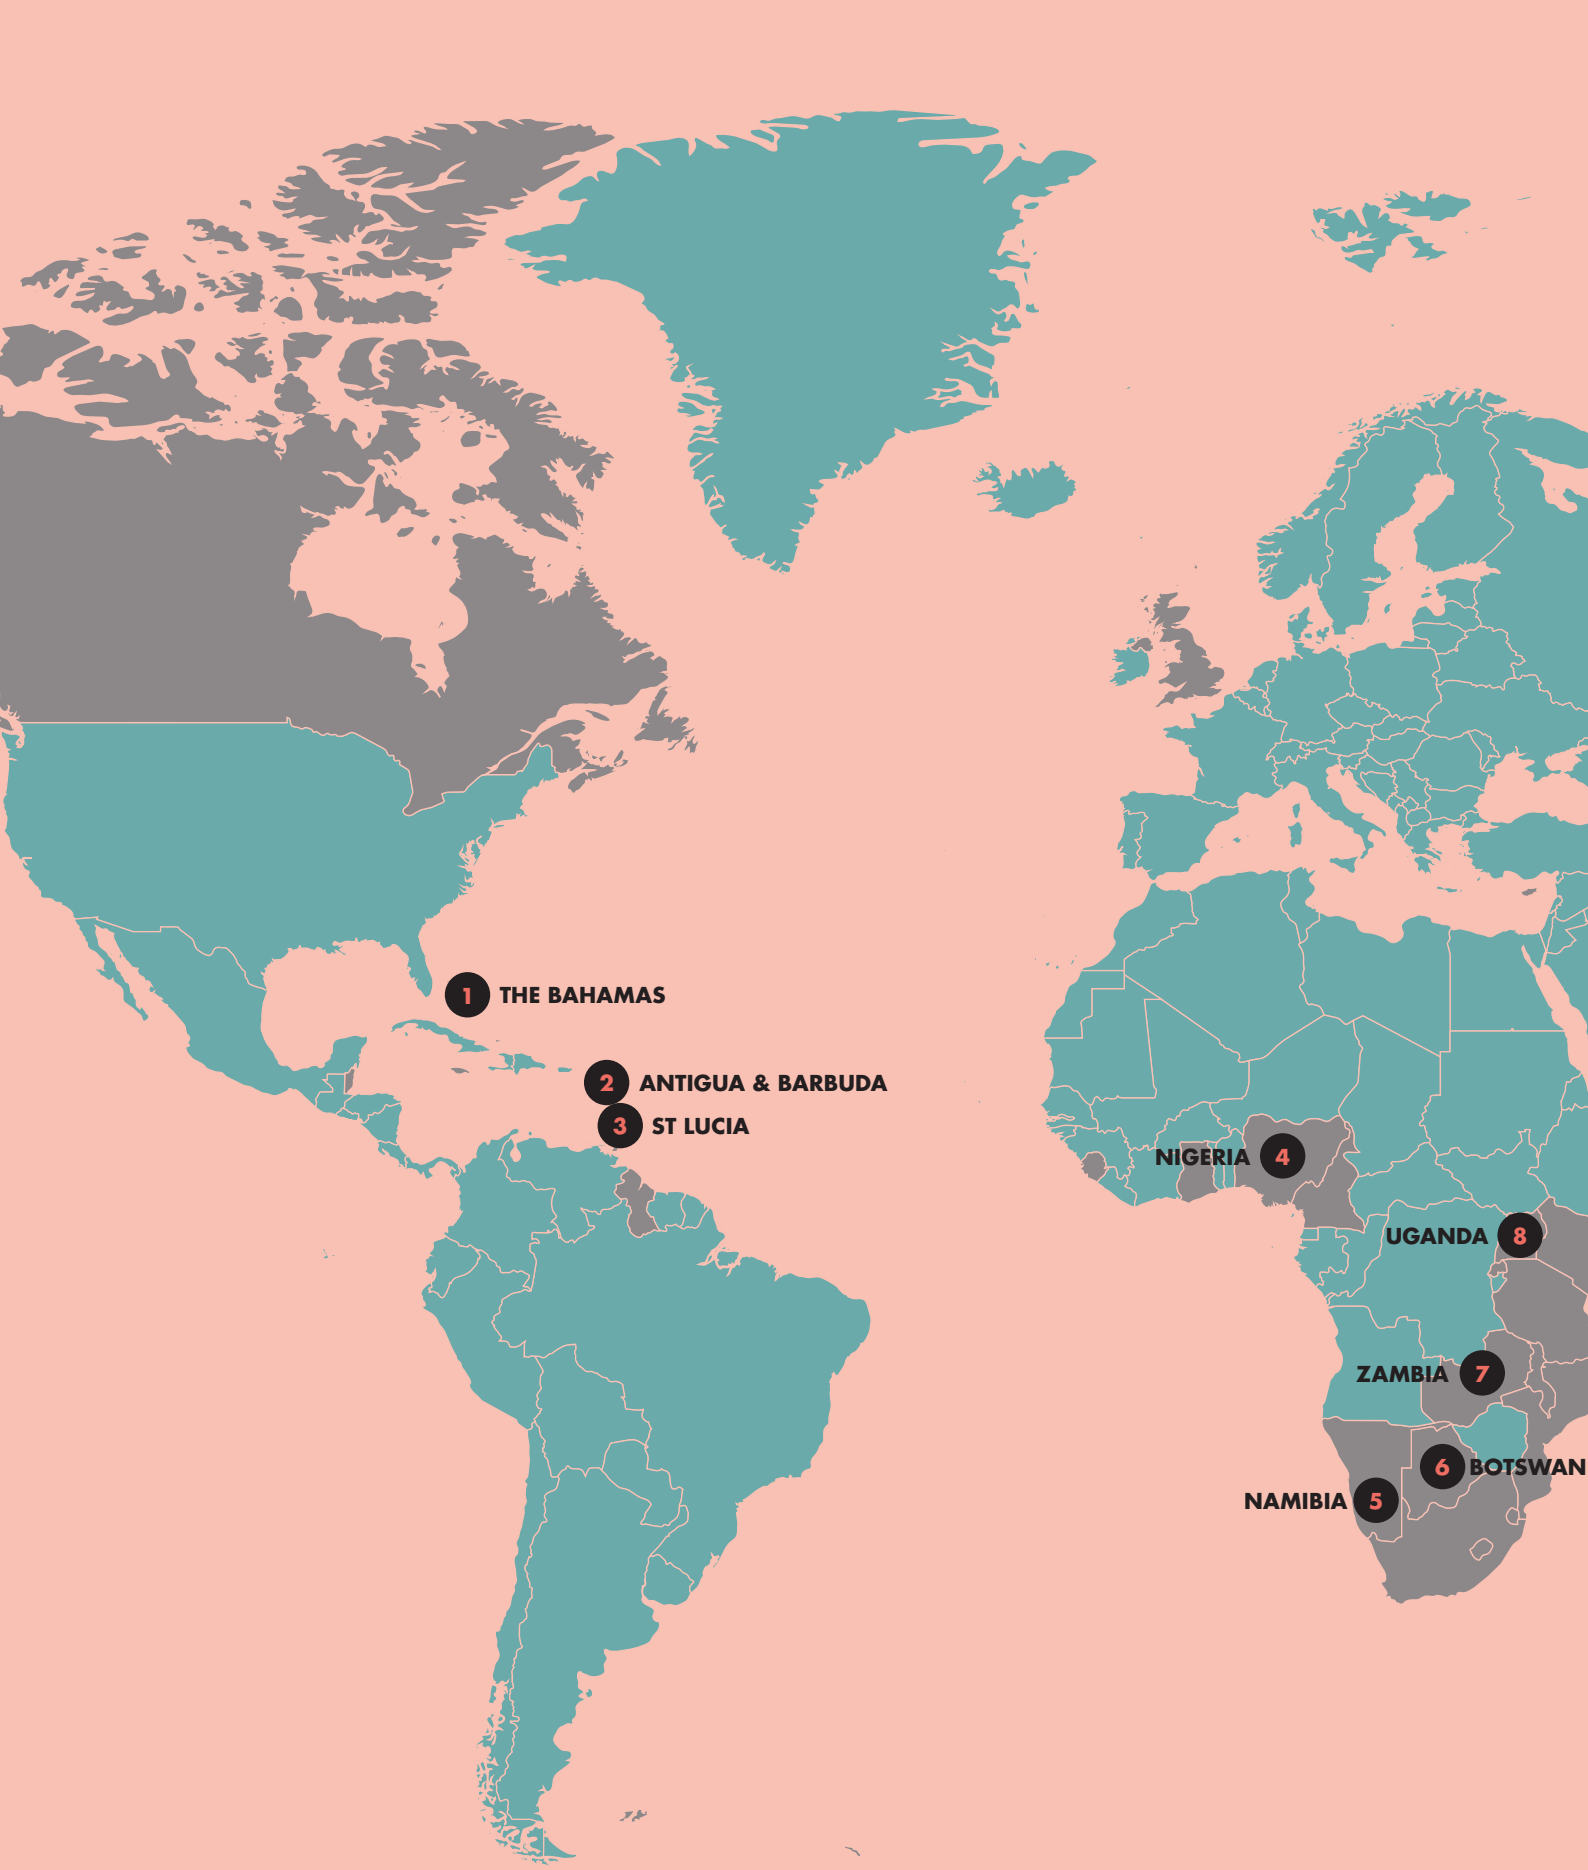 1 THE BAHAMAS
2 ANTIGUA & BARBUDA
3 ST LUCIA
NIGERIA 4
UGANDA 8
ZAMBIA 7
6 BOTSWAN
NAMIBIA 5